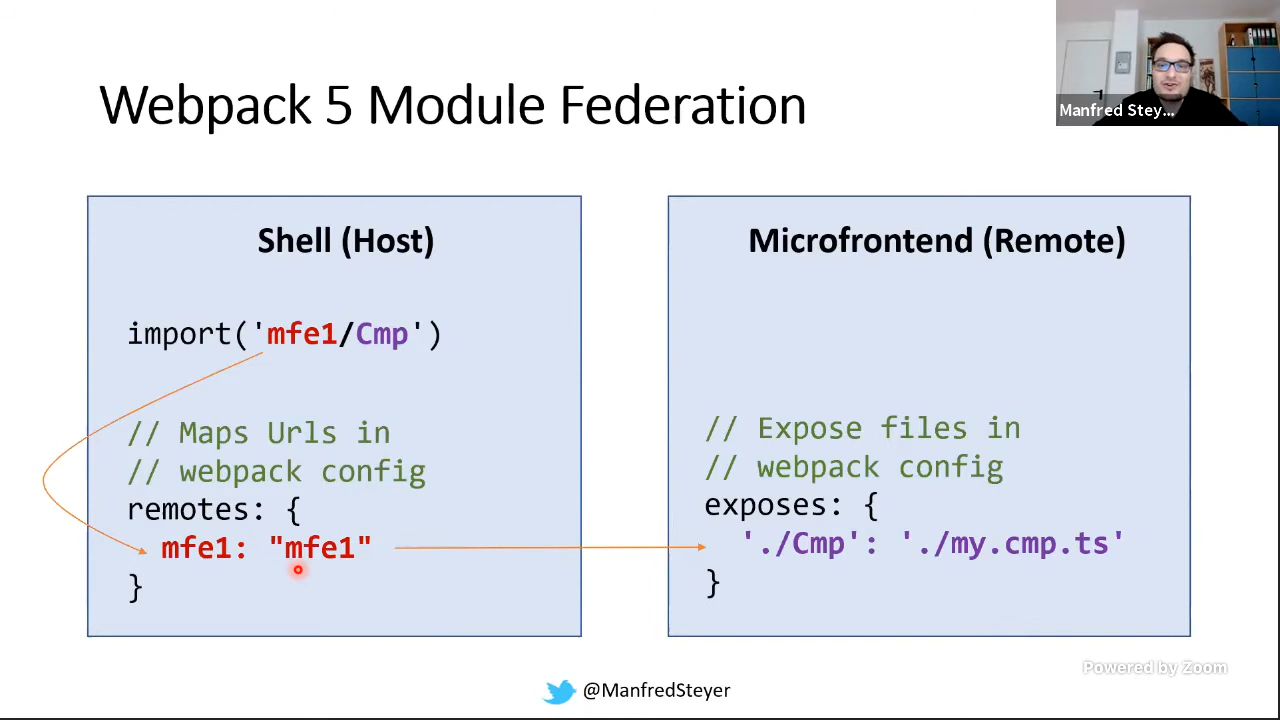 Webpack 5 Module Federation
Manfred Stey...
Shell (Host)
import('mfe1/Cmp')
// Maps Urls in
// webpack config
remotes: {
mfe1: "mfe1"
}
Microfrontend (Remote)
// Expose files in
// webpack config
exposes: {
'./Cmp': './my.cmp.ts'
}
@ManfredSteyer
Powered by Zoom